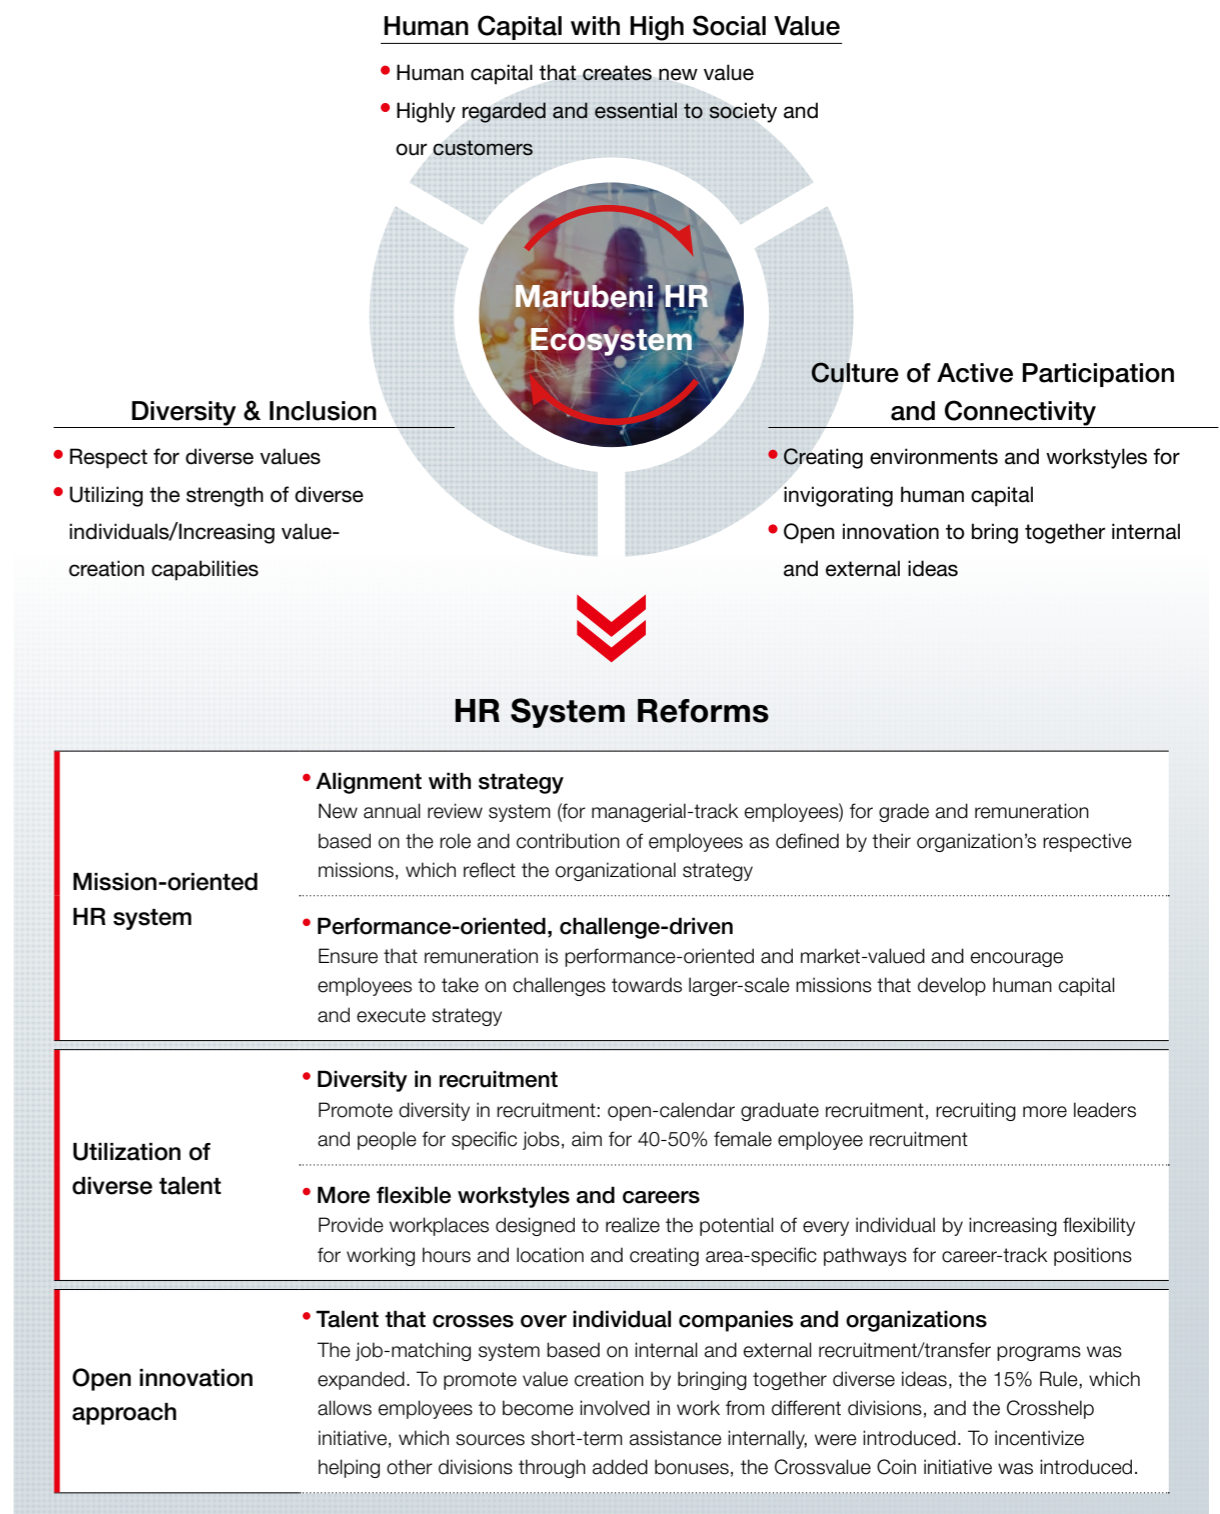 Human Capital with High Social Value
• Human capital that creates new value
• Highly regarded and essential to society and
our customers
Marubeni HR
Ecosystem
Diversity & Inclusion
• Respect for diverse values
• Utilizing the strength of diverse
individuals/Increasing value-
creation capabilities
Culture of Active Participation
and Connectivity
• Creating environments and workstyles for
invigorating human capital
• Open innovation to bring together internal
and external ideas
HR System Reforms
Mission-oriented
HR system
• Alignment with strategy
New annual review system (for managerial-track employees) for grade and remuneration
based on the role and contribution of employees as defined by their organization’s respective
missions, which reflect the organizational strategy
• Performance-oriented, challenge-driven
Ensure that remuneration is performance-oriented and market-valued and encourage
employees to take on challenges towards larger-scale missions that develop human capital
and execute strategy
Utilization of
diverse talent
• Diversity in recruitment
Promote diversity in recruitment: open-calendar graduate recruitment, recruiting more leaders
and people for specific jobs, aim for 40-50% female employee recruitment
• More flexible workstyles and careers
Provide workplaces designed to realize the potential of every individual by increasing flexibility
for working hours and location and creating area-specific pathways for career-track positions
Open innovation
approach
• Talent that crosses over individual companies and organizations
The job-matching system based on internal and external recruitment/transfer programs was
expanded. To promote value creation by bringing together diverse ideas, the 15% Rule, which
allows employees to become involved in work from different divisions, and the Crosshelp
initiative, which sources short-term assistance internally, were introduced. To incentivize
helping other divisions through added bonuses, the Crossvalue Coin initiative was introduced.